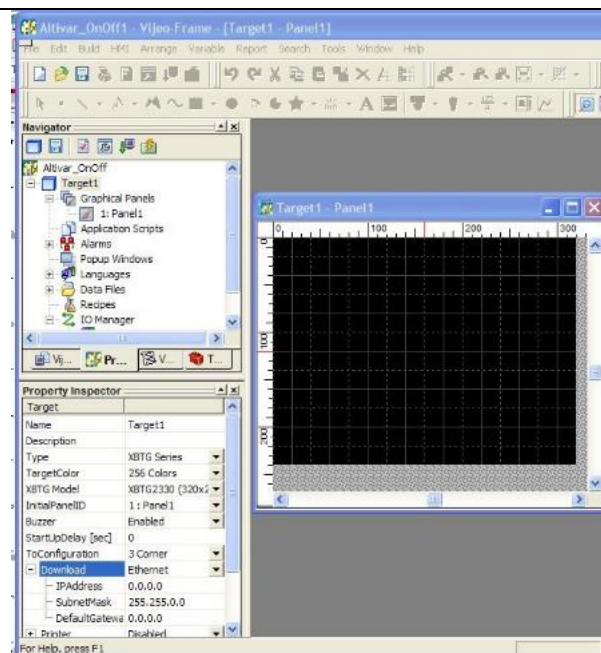 Altivar_OnOff1 - Vijeo-Frame - [Target1 - Panel1]
File Edit Build HMI Arrange Variable Report Search Tools Window Help
Navigator
Altivar_OnOff
Target1
Graphical Panels
1: Panel1
Application Scripts
Alarms
Popup Windows
Languages
Data Files
Recipes
IO Manager
Vij... Pr... V... T...
Property Inspector
Target
Name Target1
Description
Type XBTG Series
TargetColor 256 Colors
XBTG Model XBTG2330 (320x2
InitialPanelID 1 : Panel1
Buzzer Enabled
StartUpDelay [sec] 0
ToConfiguration 3 Corner
Download Ethernet
IPAddress 0.0.0.0
SubnetMask 255.255.0.0
DefaultGatewa 0.0.0.0
Printer Disabled
For Help, press F1
Target1 - Panel1
0 100 200 300
0
100
200